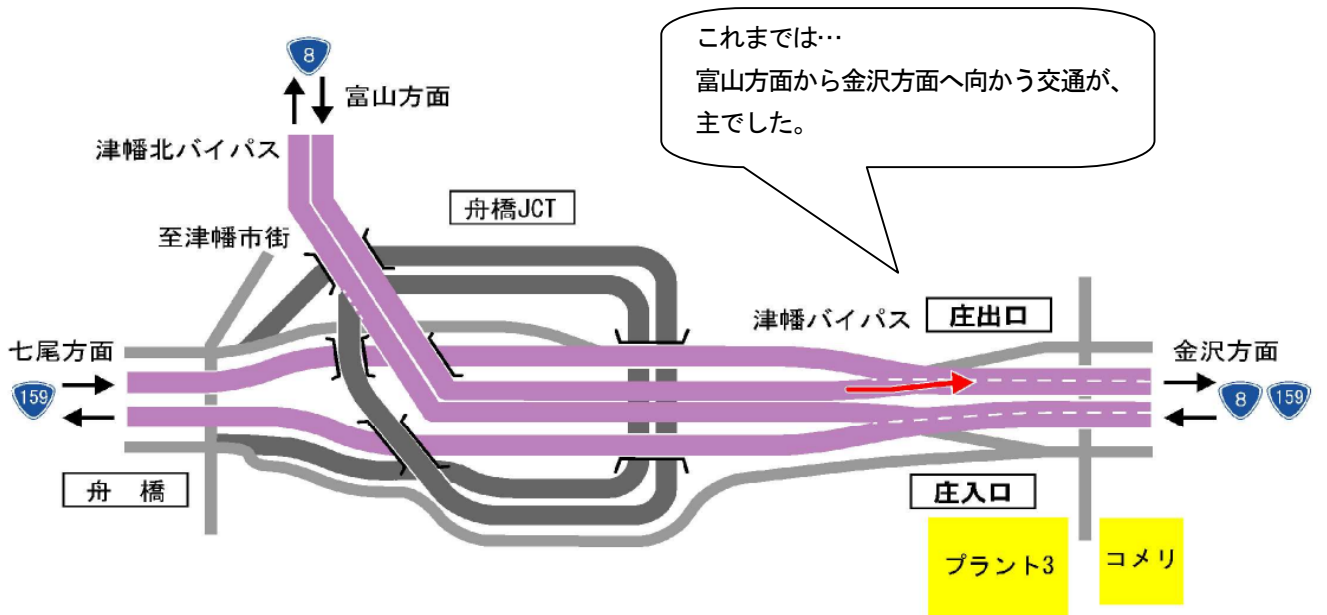 これまでは…
富山方面から金沢方面へ向かう交通が、
主でした。
8
富山方面
津幡北バイパス
舟橋JCT
至津幡市街
津幡バイパス
庄出口
七尾方面
159
金沢方面
8
159
舟 橋
庄入口
プラント3
コメリ